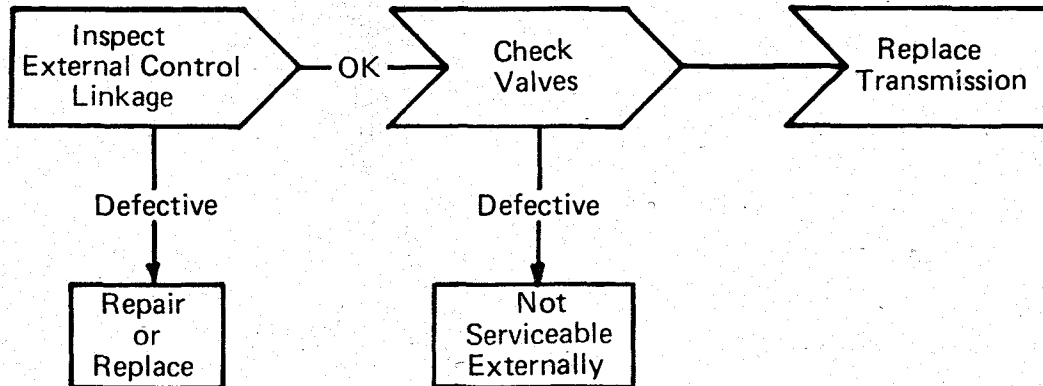 Inspect
External Control
Linkage
OK
Check
Valves
Replace
Transmission
Defective
Defective
Repair
or
Replace
Not
Serviceable
Externally